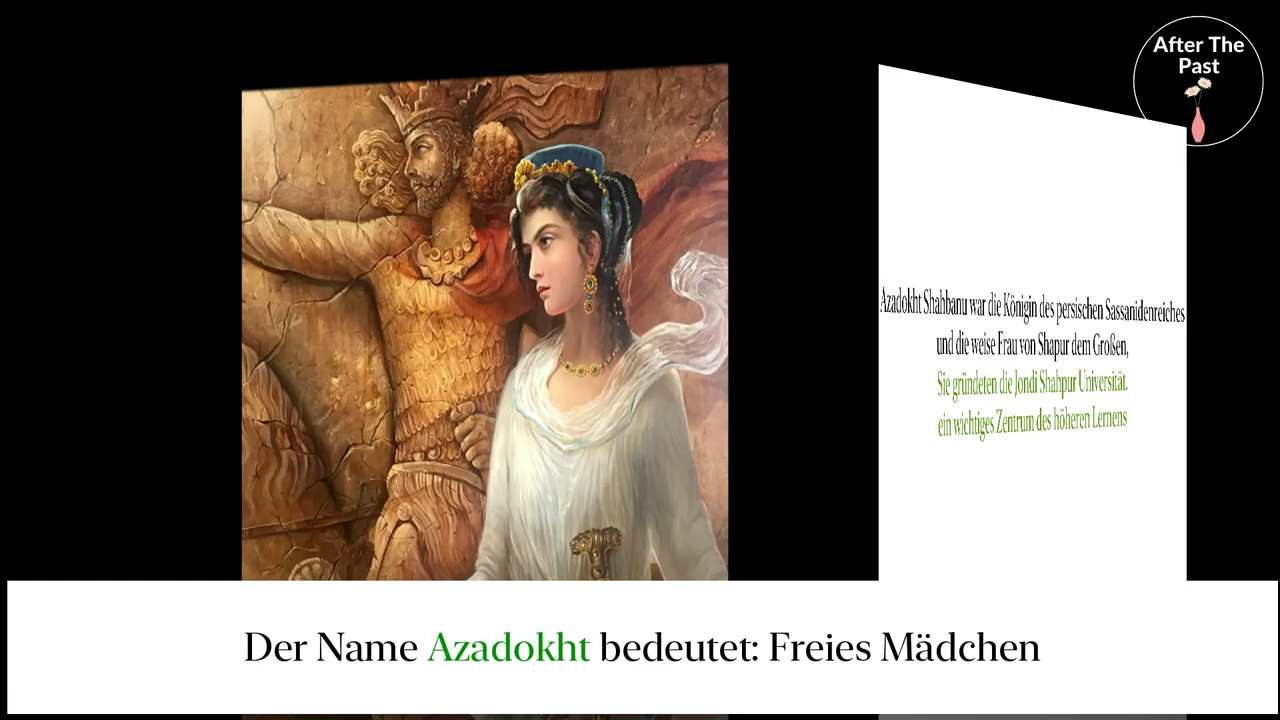 After The
Past
Azadokht Shahbanu war die Königin des persischen Sassanidenreiches
und die weise Frau von Shapur dem Großen,
Sie gründeten die Jondi Shahpur Universität.
ein wichtiges Zentrum des höheren Lernens
Der Name Azadokht bedeutet: Freies Mädchen